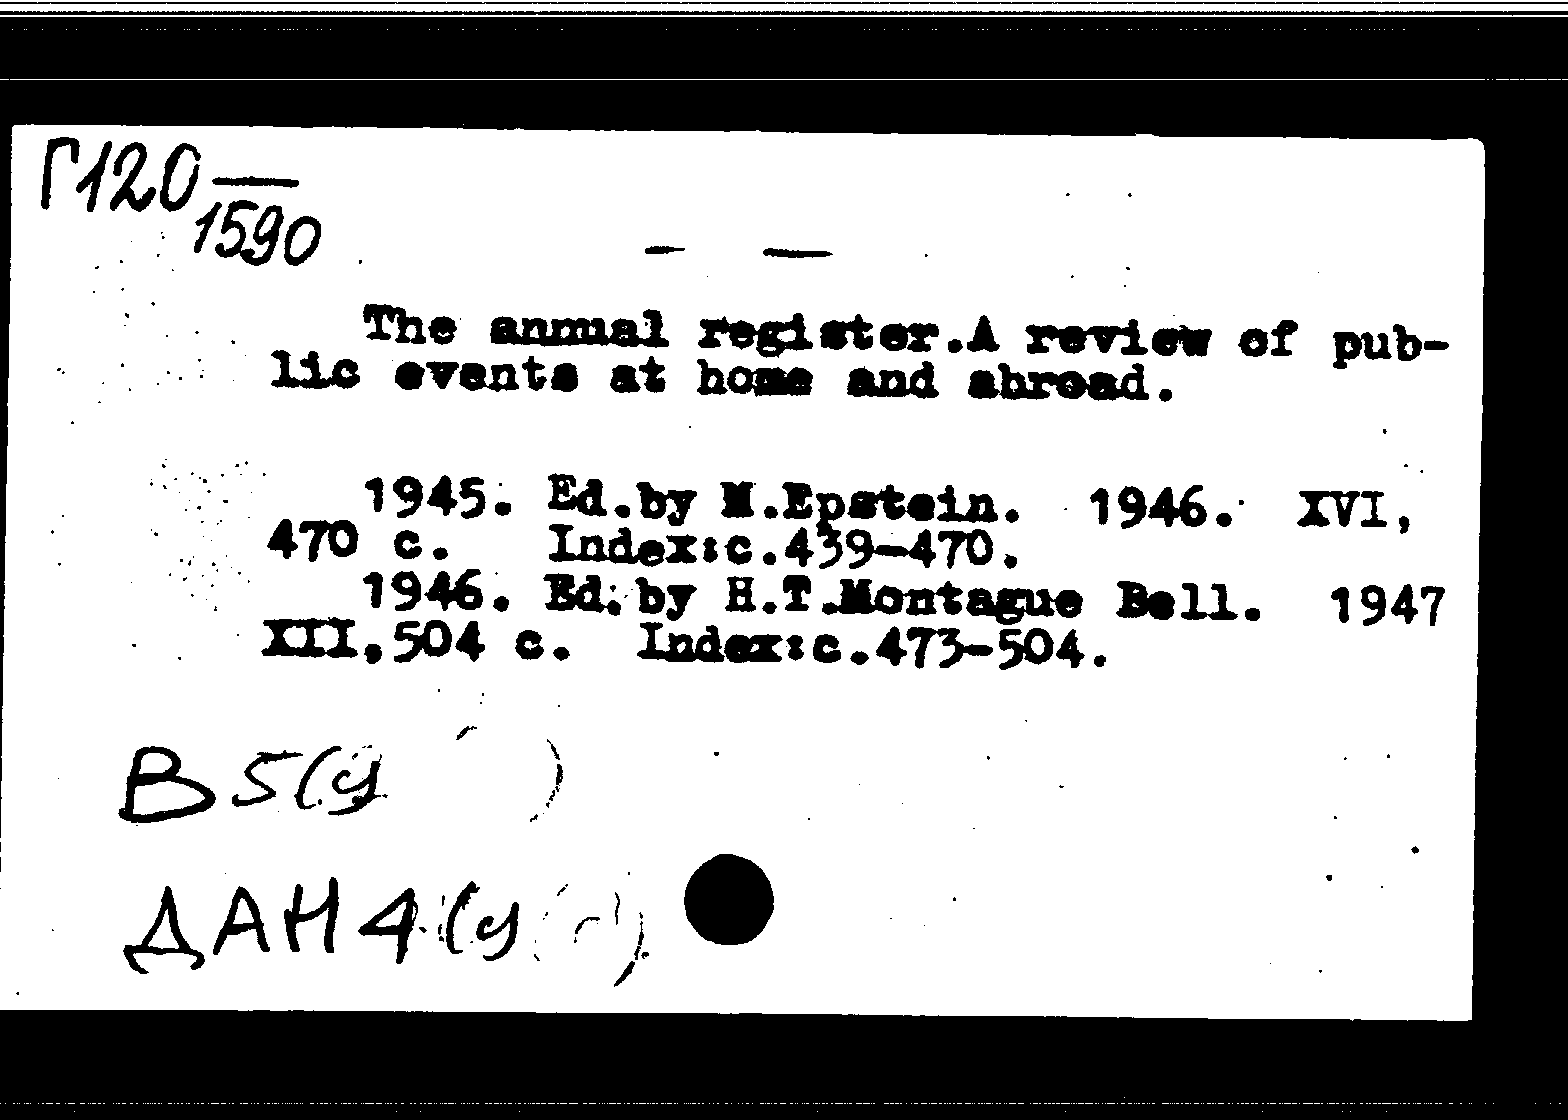 Г120 —
1590
— —
The annual register.A review of pub-
lic events at home and abroad.
1945. Ed.by M.Epstein. 1946. XVI,
470 с. Index:с.439-470.
1946. Ed.by H.T.Montague Bell. 1947
XII,504 с. Index:с.473-504.
В5(у )
ДАН4(у )